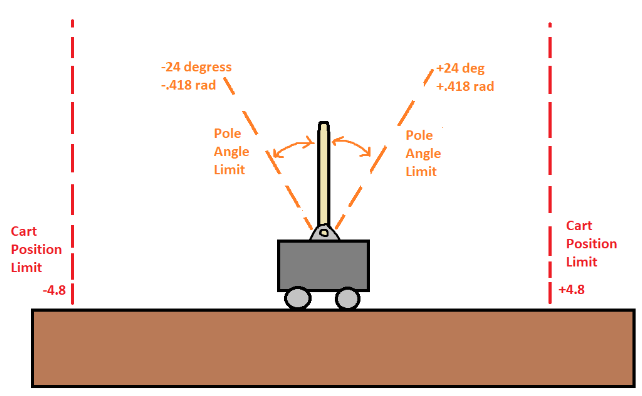 -24 degress
-.418 rad
+24 deg
+.418 rad
Pole
Angle
Limit
Pole
Angle
Limit
Cart
Position
Limit
-4.8
Cart
Position
Limit
+4.8